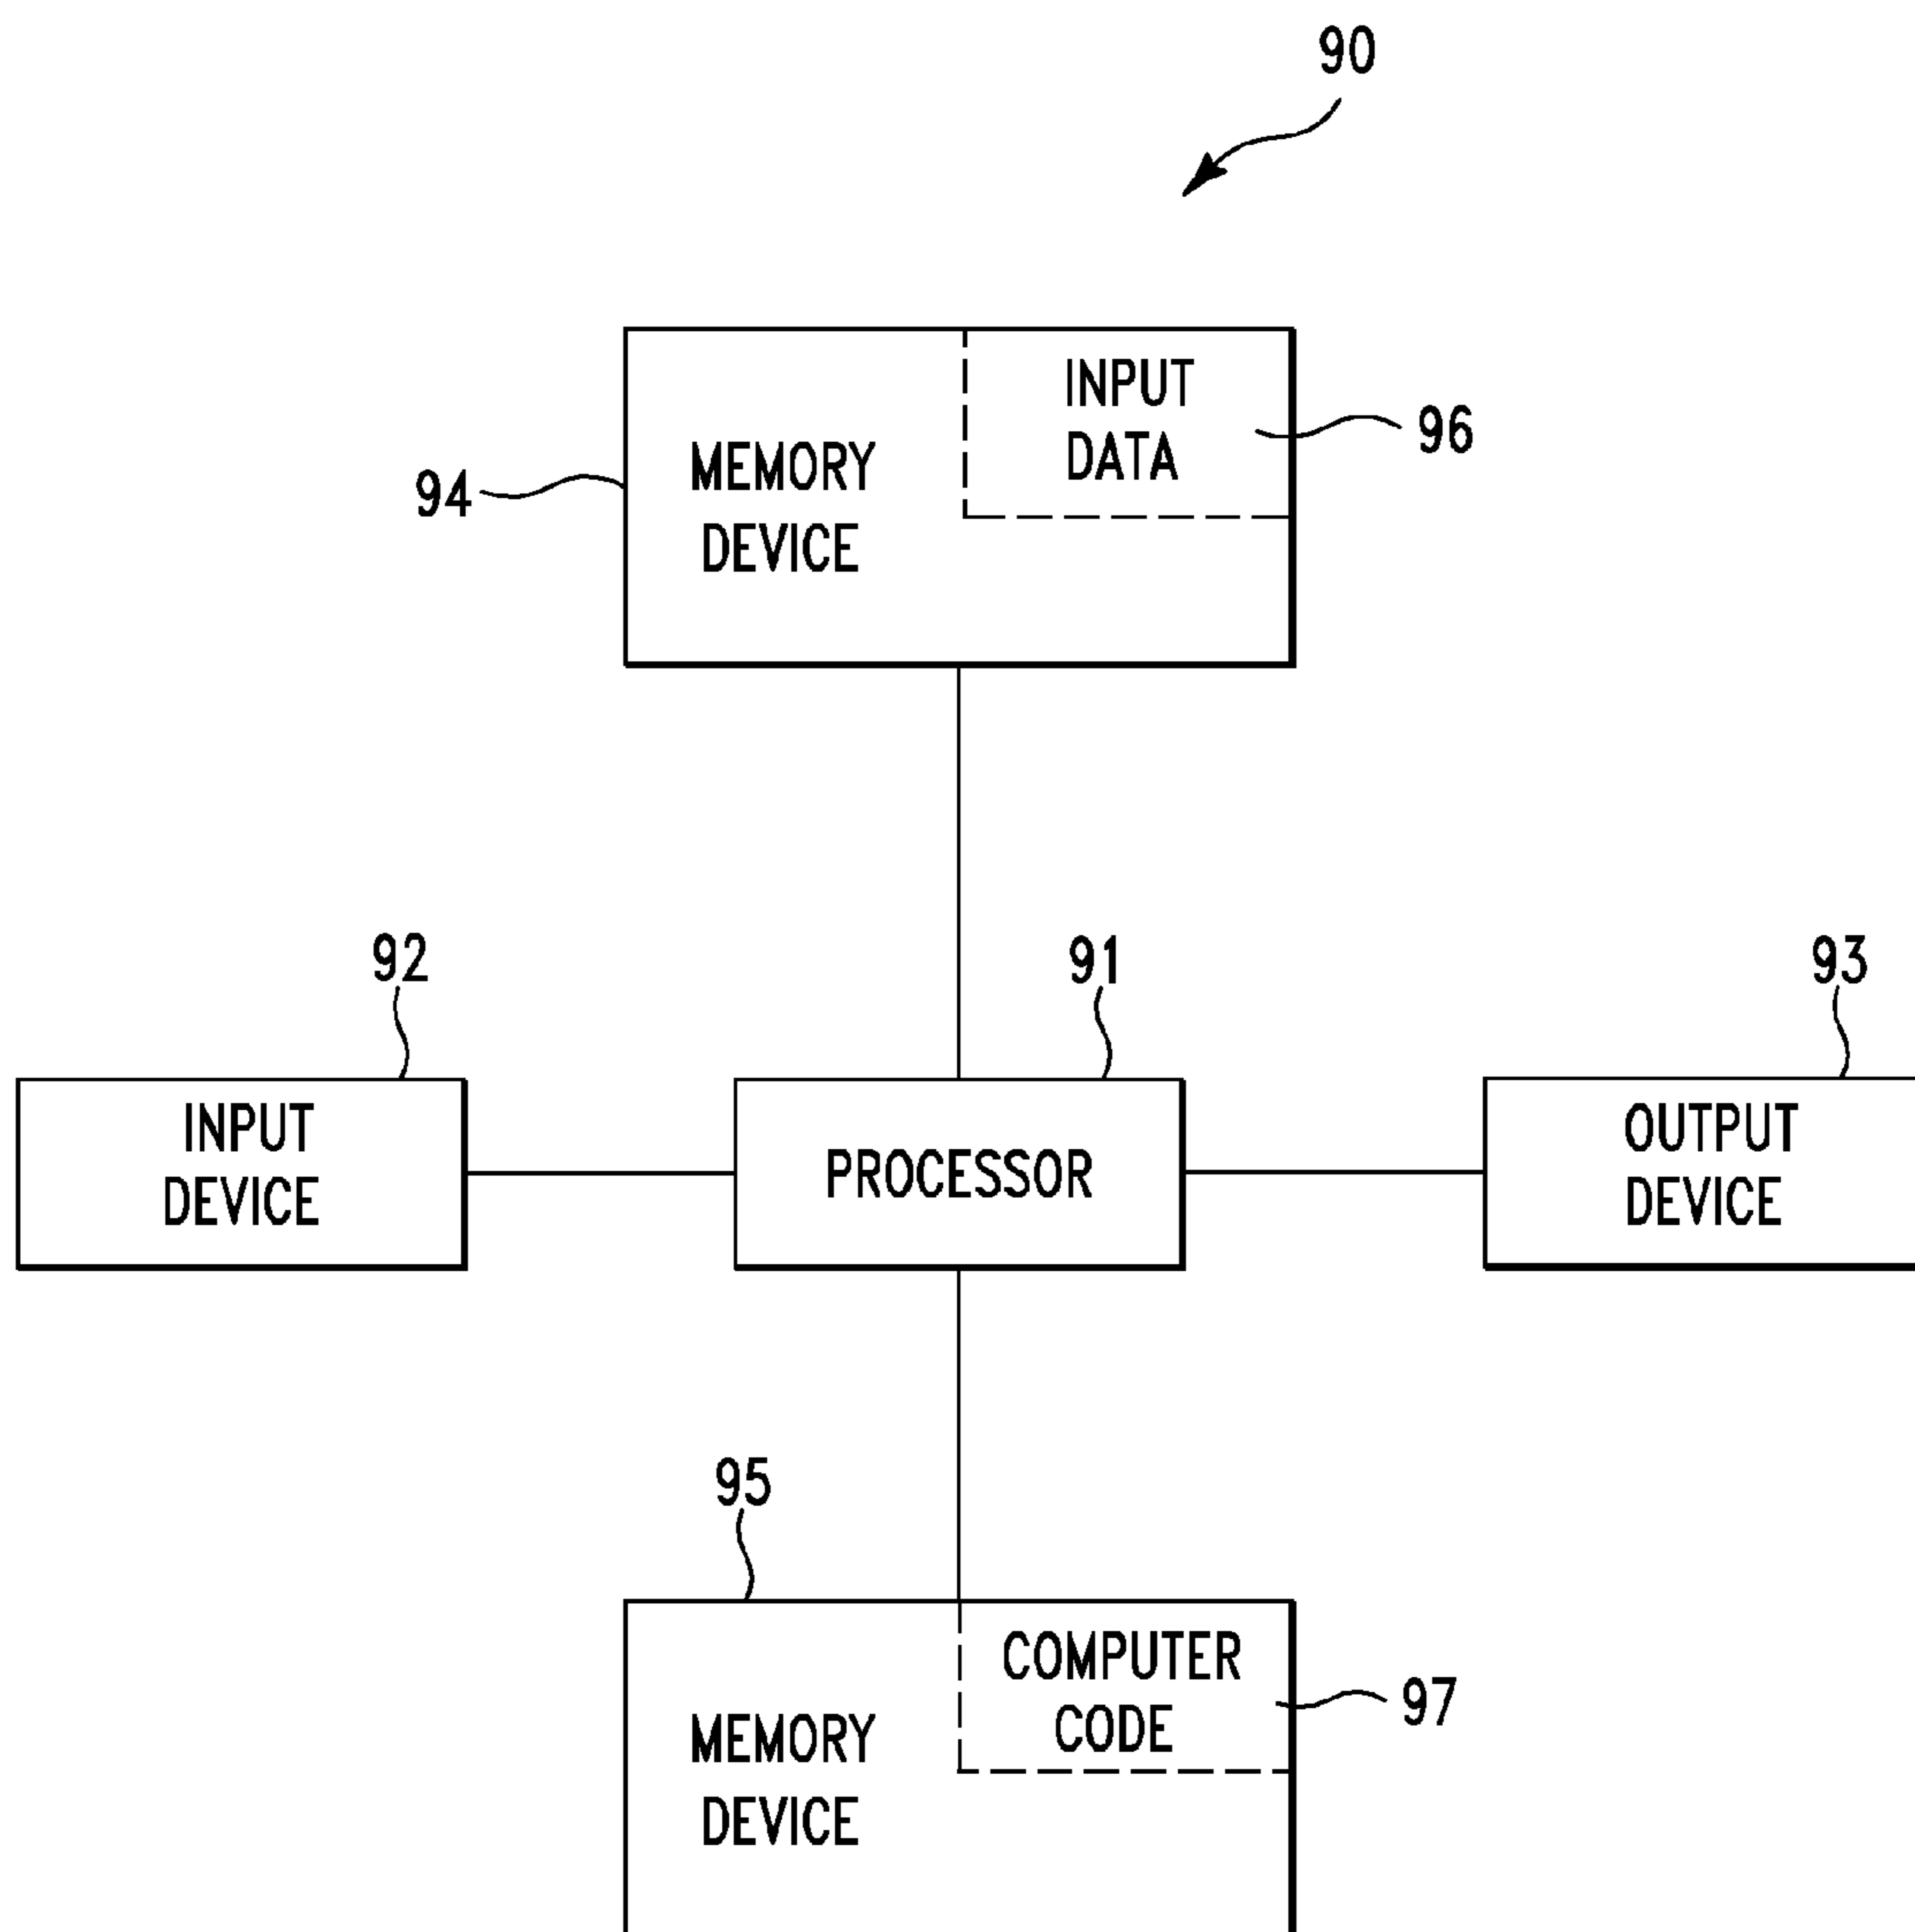 90
INPUT
DATA
96
MEMORY
DEVICE
94
92
91
93
INPUT
DEVICE
PROCESSOR
OUTPUT
DEVICE
95
COMPUTER
CODE
97
MEMORY
DEVICE